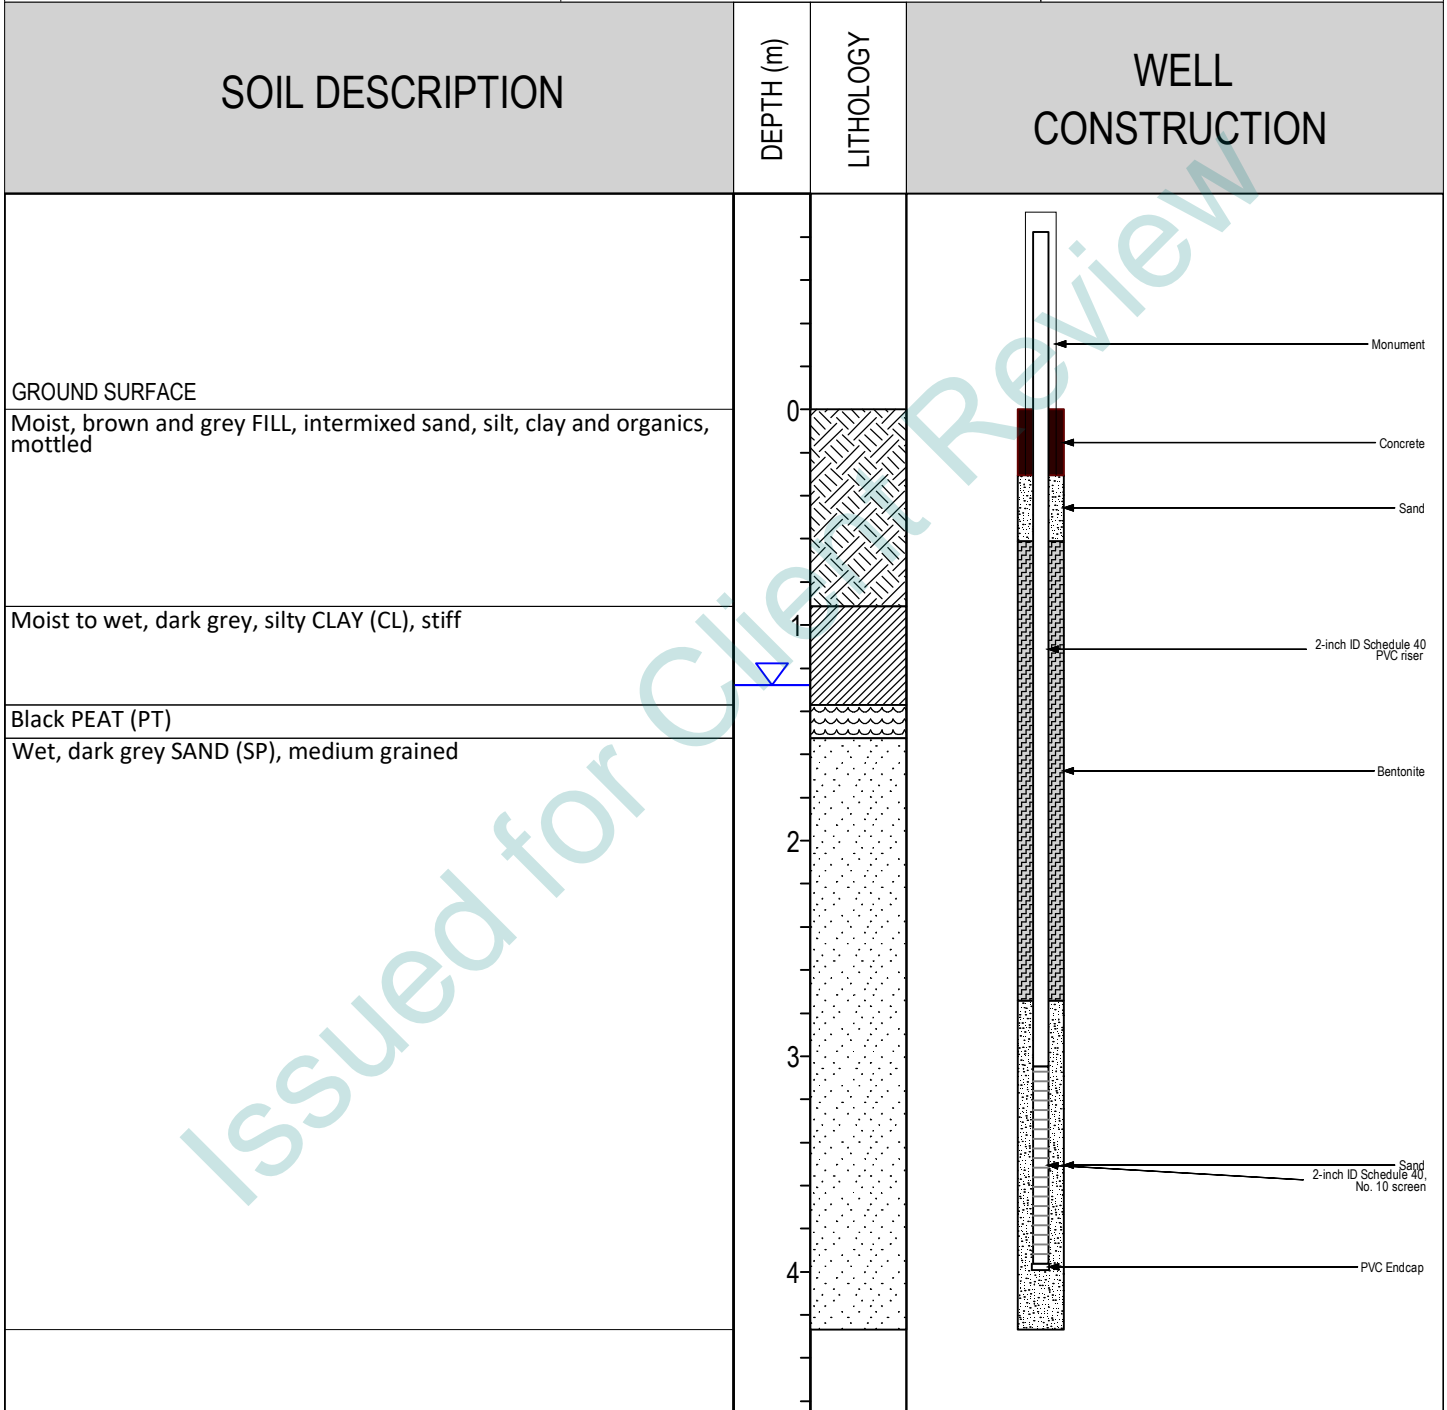 SOIL DESCRIPTION
DEPTH (m)
LITHOLOGY
WELL
CONSTRUCTION
Monument
GROUND SURFACE
0
Moist, brown and grey FILL, intermixed sand, silt, clay and organics,
mottled
Concrete
Sand
Moist to wet, dark grey, silty CLAY (CL), stiff
1
2-inch ID Schedule 40
PVC riser
Black PEAT (PT)
Wet, dark grey SAND (SP), medium grained
Bentonite
2
3
Sand
2-inch ID Schedule 40,
No. 10 screen
PVC Endcap
4
Issued for Client Review